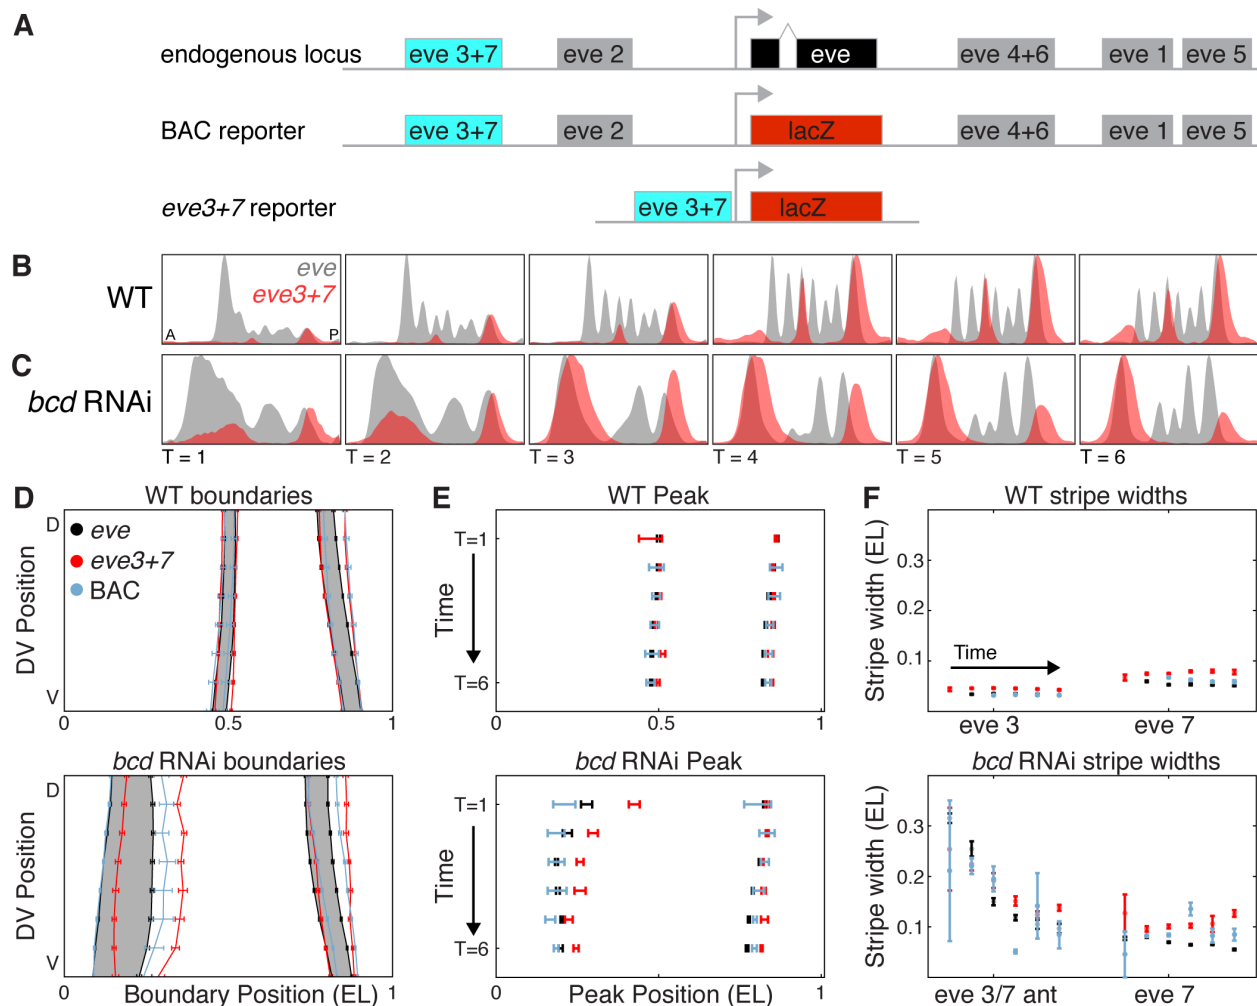 A
endogenous locus
eve 3+7
eve 2
eve
eve 4+6
eve 1
eve 5
BAC reporter
eve 3+7
eve 2
lacZ
eve 4+6
eve 1
eve 5
eve3+7 reporter
eve 3+7
lacZ
B
WT
eve
eve3+7
A
P
C
bcd RNAi
T = 1
T = 2
T = 3
T = 4
T = 5
T = 6
D
WT boundaries
D
DV Position
V
eve
eve3+7
BAC
0
0.5
1
bcd RNAi boundaries
D
DV Position
V
0
1
Boundary Position (EL)
E
WT Peak
T=1
Time
T=6
0
0.5
1
bcd RNAi Peak
T=1
Time
T=6
0
1
Peak Position (EL)
F
WT stripe widths
Stripe width (EL)
0.3
0.2
0.1
Time
eve 3
eve 7
bcd RNAi stripe widths
Stripe width (EL)
0.3
0.2
0.1
eve 3/7 ant
eve 7